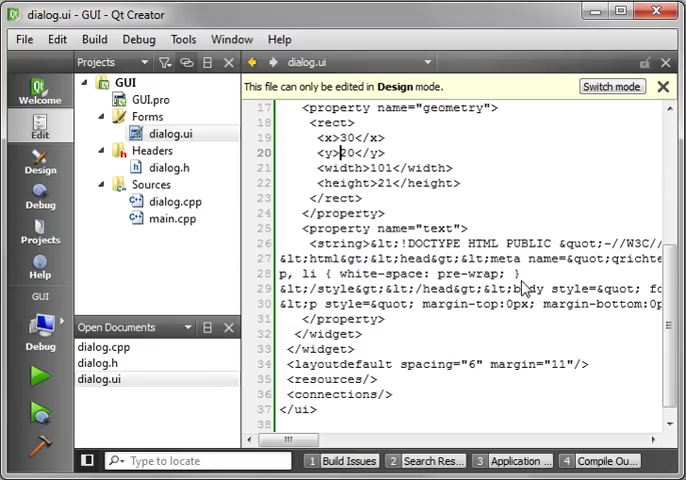 dialog.ui - GUI - Qt Creator
File Edit Build Debug Tools Window Help
Projects
dialog.ui
Welcome
Edit
Design
Debug
Projects
Help
GUI
Debug
GUI
GUI.pro
Forms
dialog.ui
Headers
dialog.h
Sources
dialog.cpp
main.cpp
Open Documents
dialog.cpp
dialog.h
dialog.ui
This file can only be edited in Design mode.
Switch mode
17 <property name="geometry">
18 <rect>
19 <x>30</x>
20 <y>20</y>
21 <width>101</width>
22 <height>21</height>
23 </rect>
24 </property>
25 <property name="text">
26 <string>&lt;!DOCTYPE HTML PUBLIC &quot;-//W3C//
27 &lt;html&gt;&lt;head&gt;&lt;meta name=&quot;qrichte
28 p, li { white-space: pre-wrap; }
29 &lt;/style&gt;&lt;/head&gt;&lt;body style=&quot; fo
30 &lt;p style=&quot; margin-top:0px; margin-bottom:0p
31 </property>
32 </widget>
33 </widget>
34 <layoutdefault spacing="6" margin="11"/>
35 <resources/>
36 <connections/>
37 </ui>
38
Type to locate
1 Build Issues
2 Search Res...
3 Application ...
4 Compile Ou...